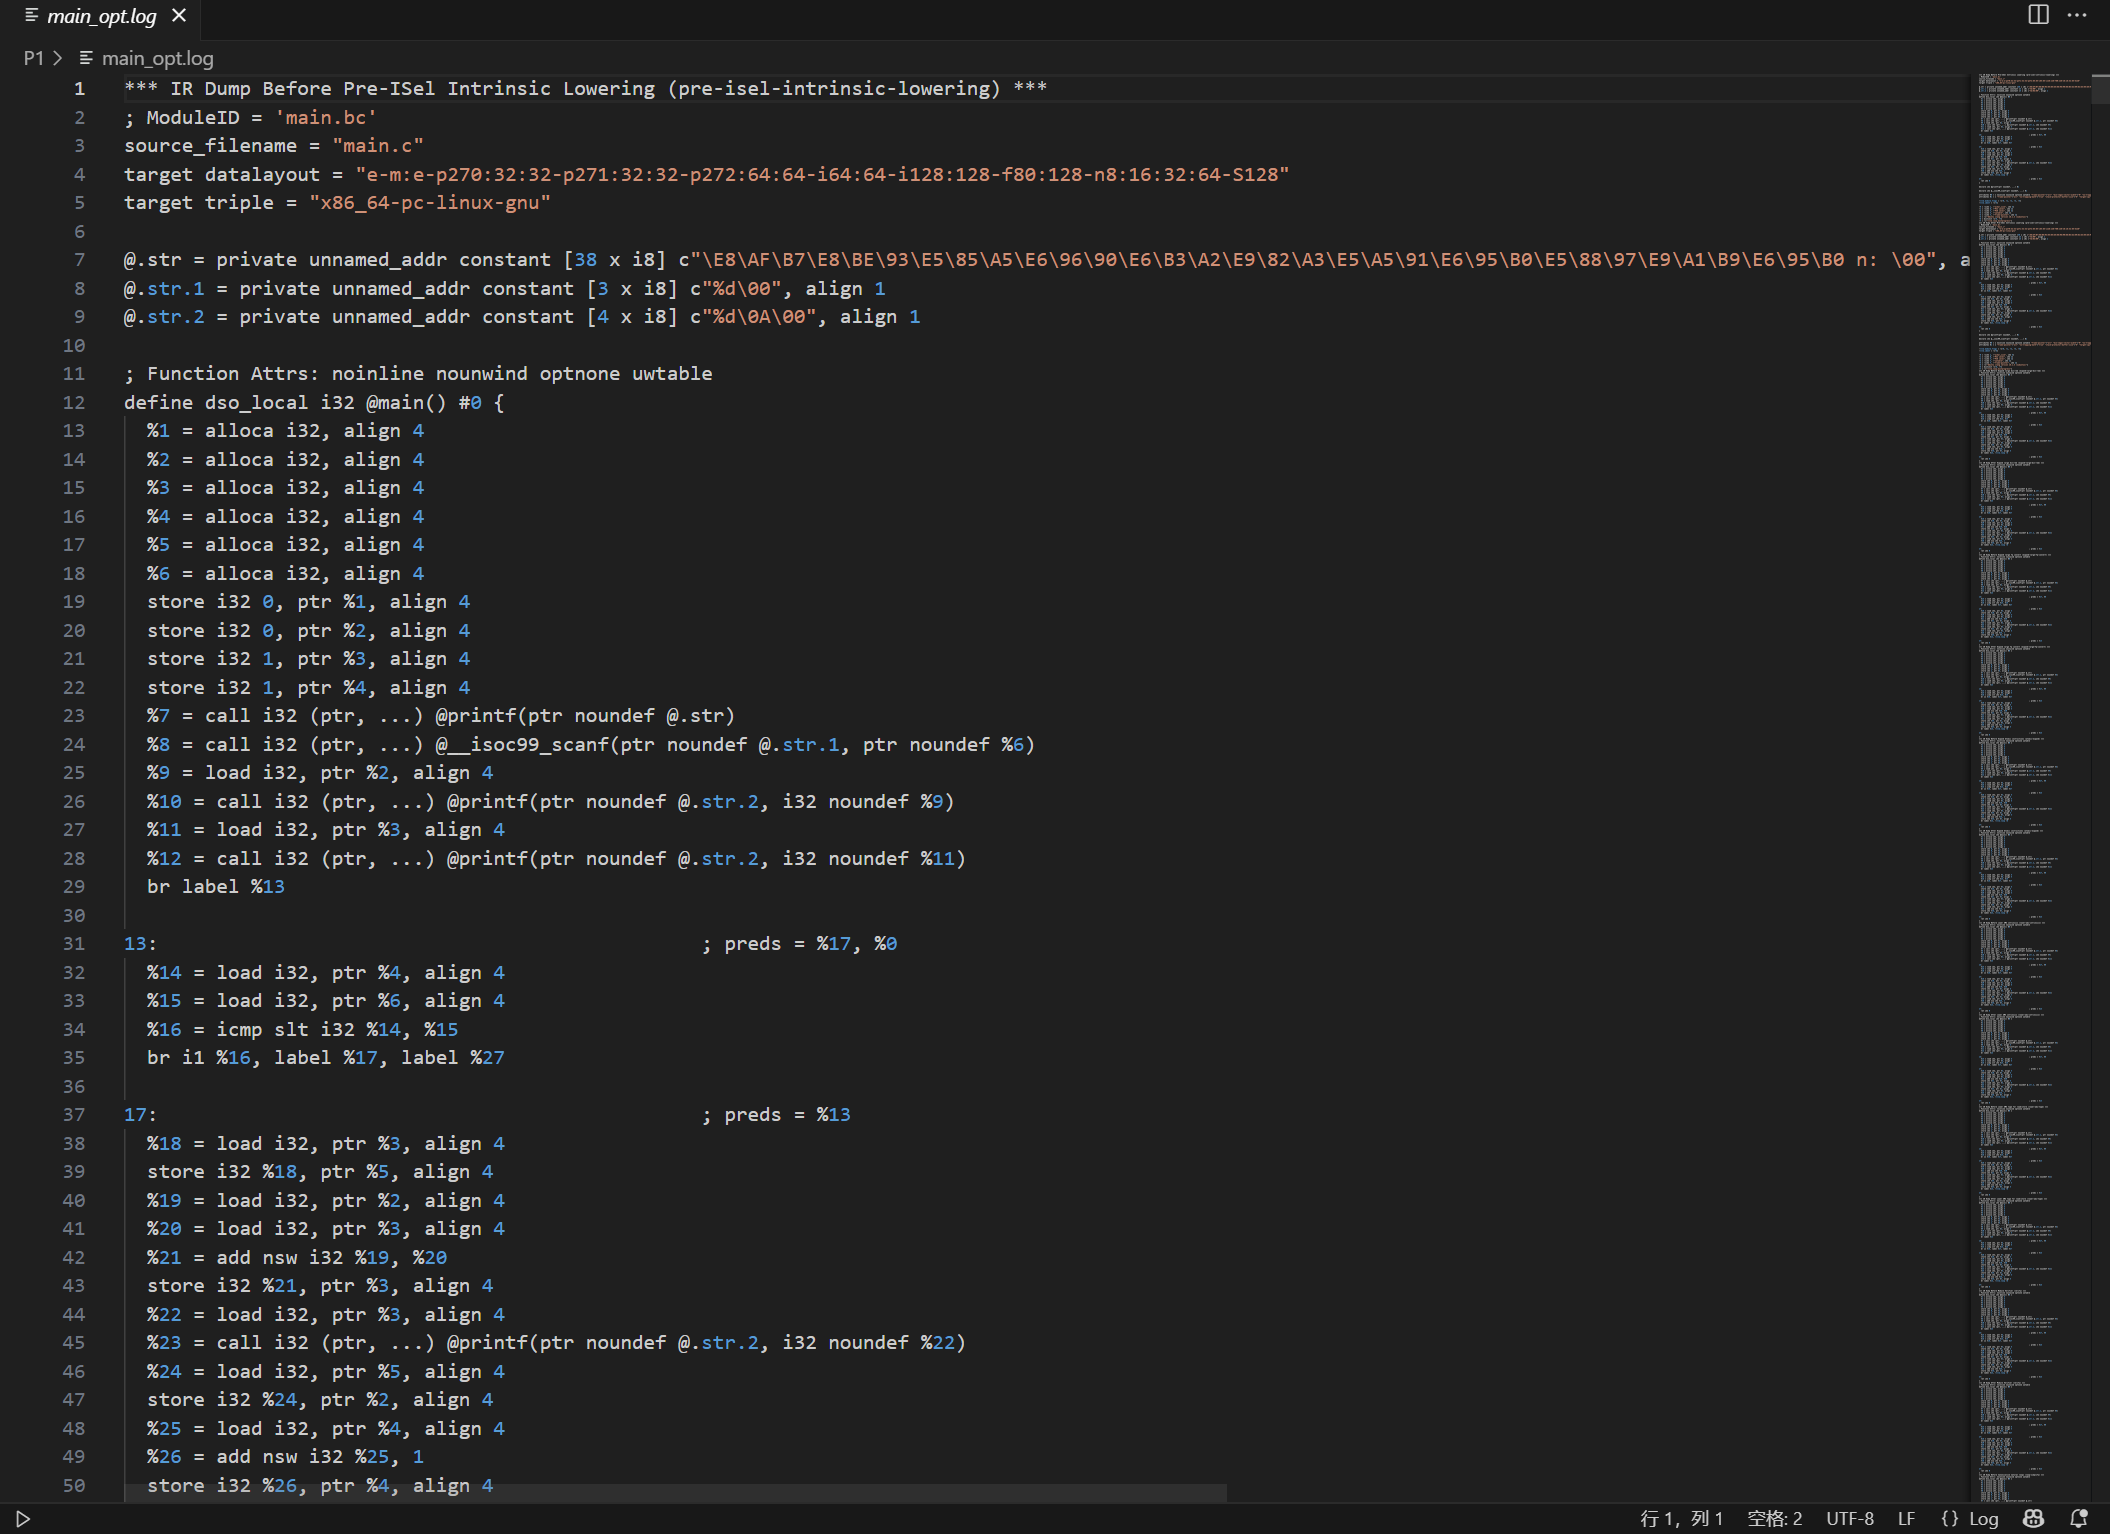 main_opt.log
P1 > main_opt.log
1 *** IR Dump Before Pre-ISel Intrinsic Lowering (pre-isel-intrinsic-lowering) ***
2 ; ModuleID = 'main.bc'
3 source_filename = "main.c"
4 target datalayout = "e-m:e-p270:32:32-p271:32:32-p272:64:64-i64:64-i128:128-f80:128-n8:16:32:64-S128"
5 target triple = "x86_64-pc-linux-gnu"
6
7 @.str = private unnamed_addr constant [38 x i8] c"\E8\AF\B7\E8\BE\93\E5\85\A5\E6\96\90\E6\B3\A2\E9\82\A3\E5\A5\91\E6\95\B0\E5\88\97\E9\A1\B9\E6\95\B0 n: \00", a
8 @.str.1 = private unnamed_addr constant [3 x i8] c"%d\00", align 1
9 @.str.2 = private unnamed_addr constant [4 x i8] c"%d\0A\00", align 1
10
11 ; Function Attrs: noinline nounwind optnone uwtable
12 define dso_local i32 @main() #0 {
13 %1 = alloca i32, align 4
14 %2 = alloca i32, align 4
15 %3 = alloca i32, align 4
16 %4 = alloca i32, align 4
17 %5 = alloca i32, align 4
18 %6 = alloca i32, align 4
19 store i32 0, ptr %1, align 4
20 store i32 0, ptr %2, align 4
21 store i32 1, ptr %3, align 4
22 store i32 1, ptr %4, align 4
23 %7 = call i32 (ptr, ...) @printf(ptr noundef @.str)
24 %8 = call i32 (ptr, ...) @__isoc99_scanf(ptr noundef @.str.1, ptr noundef %6)
25 %9 = load i32, ptr %2, align 4
26 %10 = call i32 (ptr, ...) @printf(ptr noundef @.str.2, i32 noundef %9)
27 %11 = load i32, ptr %3, align 4
28 %12 = call i32 (ptr, ...) @printf(ptr noundef @.str.2, i32 noundef %11)
29 br label %13
30
31 13: ; preds = %17, %0
32 %14 = load i32, ptr %4, align 4
33 %15 = load i32, ptr %6, align 4
34 %16 = icmp slt i32 %14, %15
35 br i1 %16, label %17, label %27
36
37 17: ; preds = %13
38 %18 = load i32, ptr %3, align 4
39 store i32 %18, ptr %5, align 4
40 %19 = load i32, ptr %2, align 4
41 %20 = load i32, ptr %3, align 4
42 %21 = add nsw i32 %19, %20
43 store i32 %21, ptr %3, align 4
44 %22 = load i32, ptr %3, align 4
45 %23 = call i32 (ptr, ...) @printf(ptr noundef @.str.2, i32 noundef %22)
46 %24 = load i32, ptr %5, align 4
47 store i32 %24, ptr %2, align 4
48 %25 = load i32, ptr %4, align 4
49 %26 = add nsw i32 %25, 1
50 store i32 %26, ptr %4, align 4
行 1，列 1 空格: 2 UTF-8 LF {} Log